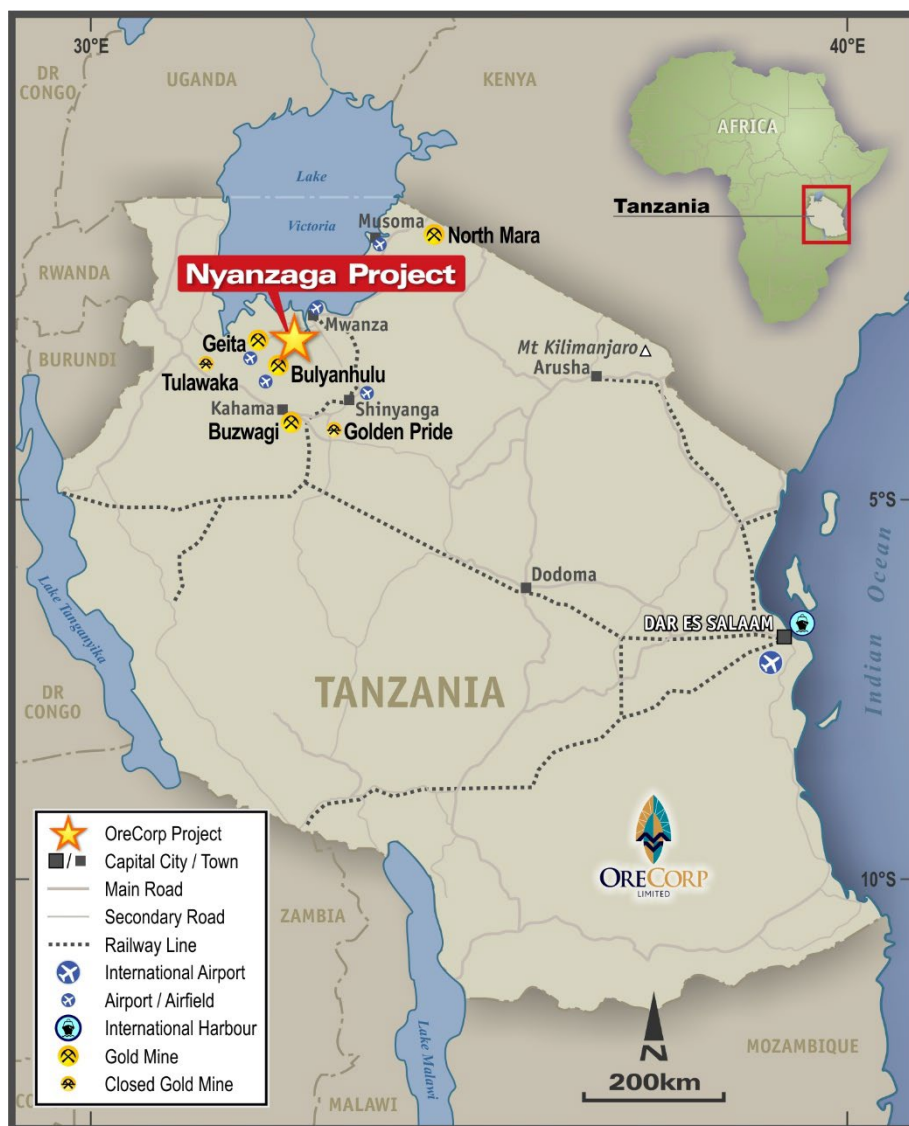 30°E
40°E
DR
CONGO
UGANDA
KENYA
AFRICA
Tanzania
Lake
Victoria
Musoma
North Mara
RWANDA
Nyanzaga Project
Mwanza
Geita
BURUNDI
Tulawaka
Bulyanhulu
Mt Kilimanjaro
Arusha
Kahama
Shinyanga
Buzwagi
Golden Pride
5°S
Indian Ocean
Lake Tanganyika
Dodoma
DAR ES SALAAM
DR
CONGO
TANZANIA
ORECORP
LIMITED
10°S
OreCorp Project
/ Capital City / Town
Main Road
Secondary Road
Railway Line
International Airport
Airport / Airfield
International Harbour
Gold Mine
Closed Gold Mine
ZAMBIA
Lake Malawi
MALAWI
N
200km
MOZAMBIQUE